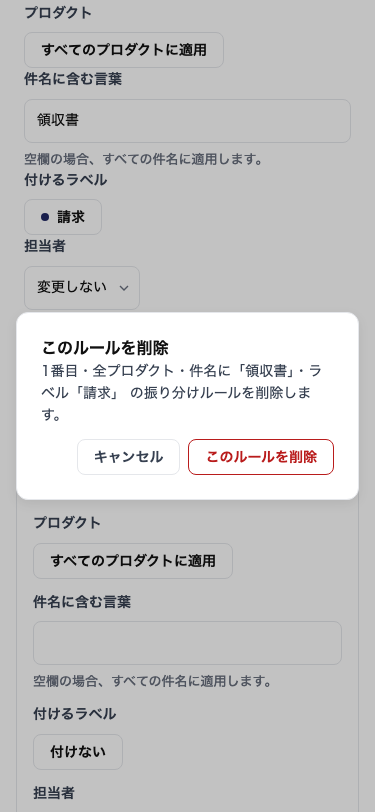 プロダクト
すべてのプロダクトに適用
件名に含む言葉
領収書
空欄の場合、すべての件名に適用します。
付けるラベル
請求
担当者
変更しない
このルールを削除
1番目・全プロダクト・件名に「領収書」・ラ
ベル「請求」 の振り分けルールを削除しま
す。
キャンセル
このルールを削除
プロダクト
すべてのプロダクトに適用
件名に含む言葉
空欄の場合、すべての件名に適用します。
付けるラベル
付けない
担当者